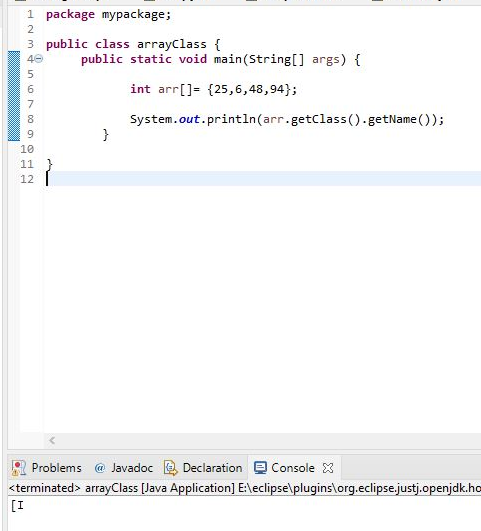 1 package mypackage;
2
3 public class arrayClass {
4 public static void main(String[] args) {
5
6 int arr[]= {25,6,48,94};
7
8 System.out.println(arr.getClass().getName());
9 }
10
11 }
12
Problems @ Javadoc Declaration Console
<terminated> arrayClass [Java Application] E:\eclipse\plugins\org.eclipse.justj.openjdk.ho
[I